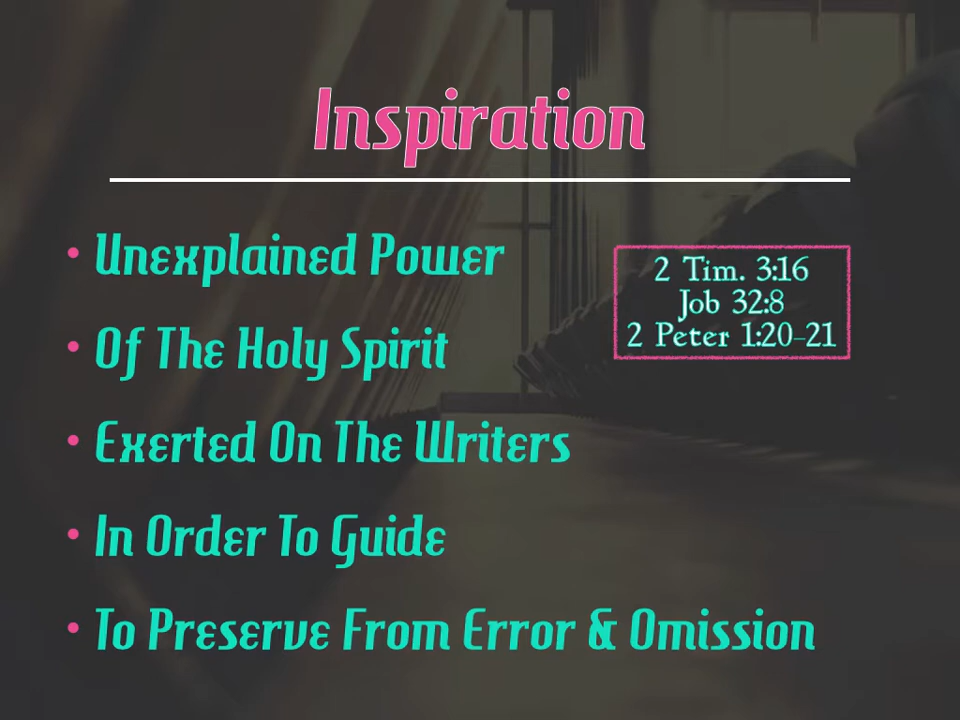 Inspiration
• Unexplained Power
• Of The Holy Spirit
• Exerted On The Writers
• In Order To Guide
• To Preserve From Error & Omission
2 Tim. 3:16
Job 32:8
2 Peter 1:20-21